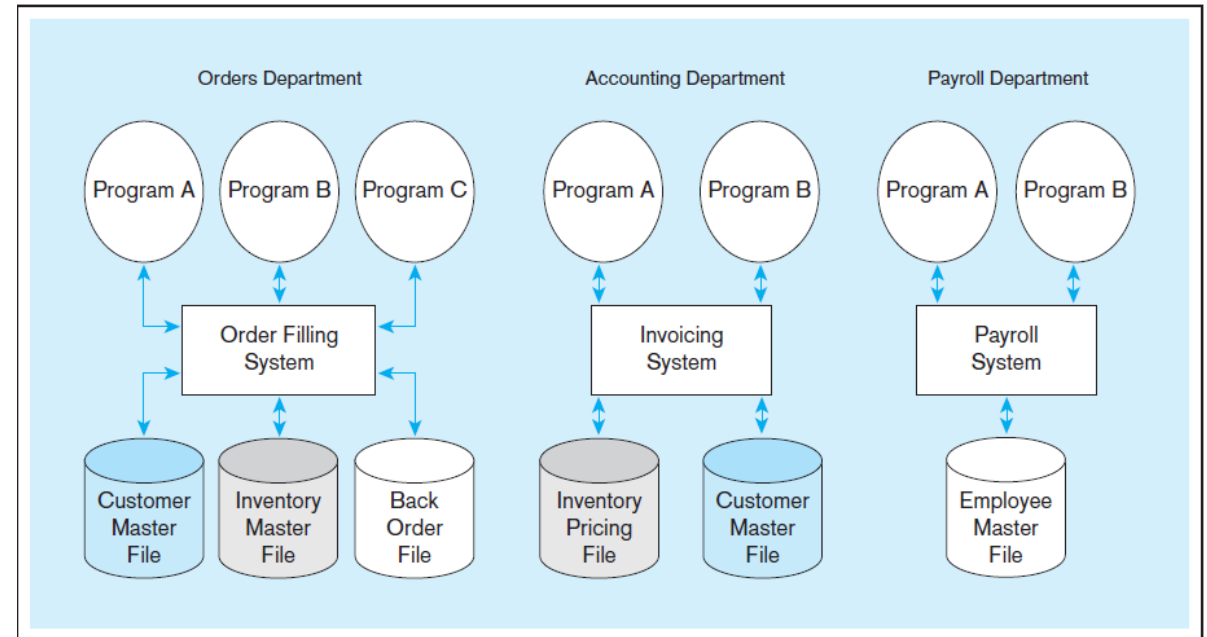 Orders Department
Accounting Department
Payroll Department
Program A
Program B
Program C
Program A
Program B
Program A
Program B
Order Filling
System
Invoicing
System
Payroll
System
Customer
Master
File
Inventory
Master
File
Back
Order
File
Inventory
Pricing
File
Customer
Master
File
Employee
Master
File